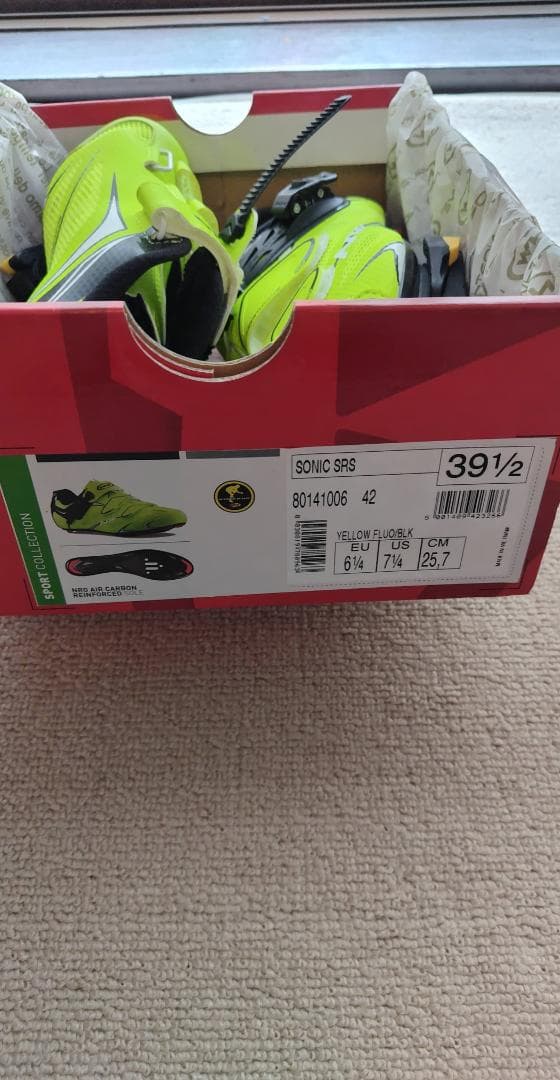 SONIC SRS
39½
80141006 42
YELLOW FLUO/BLK
EU US CM
6¼ 7¼ 25,7
SPORT COLLECTION
NRG AIR CARBON
REINFORCED SOLE